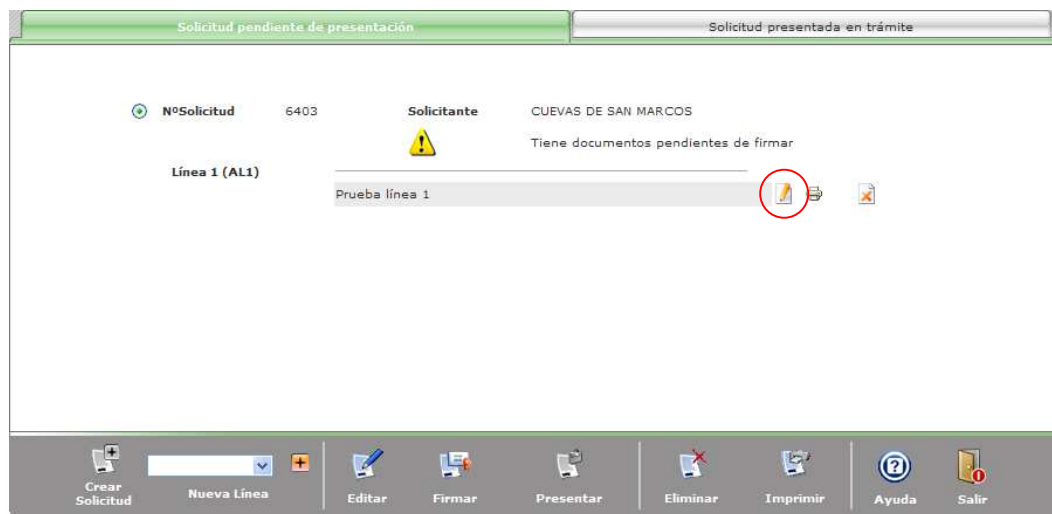 Solicitud pendiente de presentación
Solicitud presentada en trámite
NºSolicitud 6403 Solicitante CUEVAS DE SAN MARCOS
Tiene documentos pendientes de firmar
Línea 1 (AL1)
Prueba línea 1
Crear Solicitud
Nueva Línea
Editar
Firmar
Presentar
Eliminar
Imprimir
Ayuda
Salir